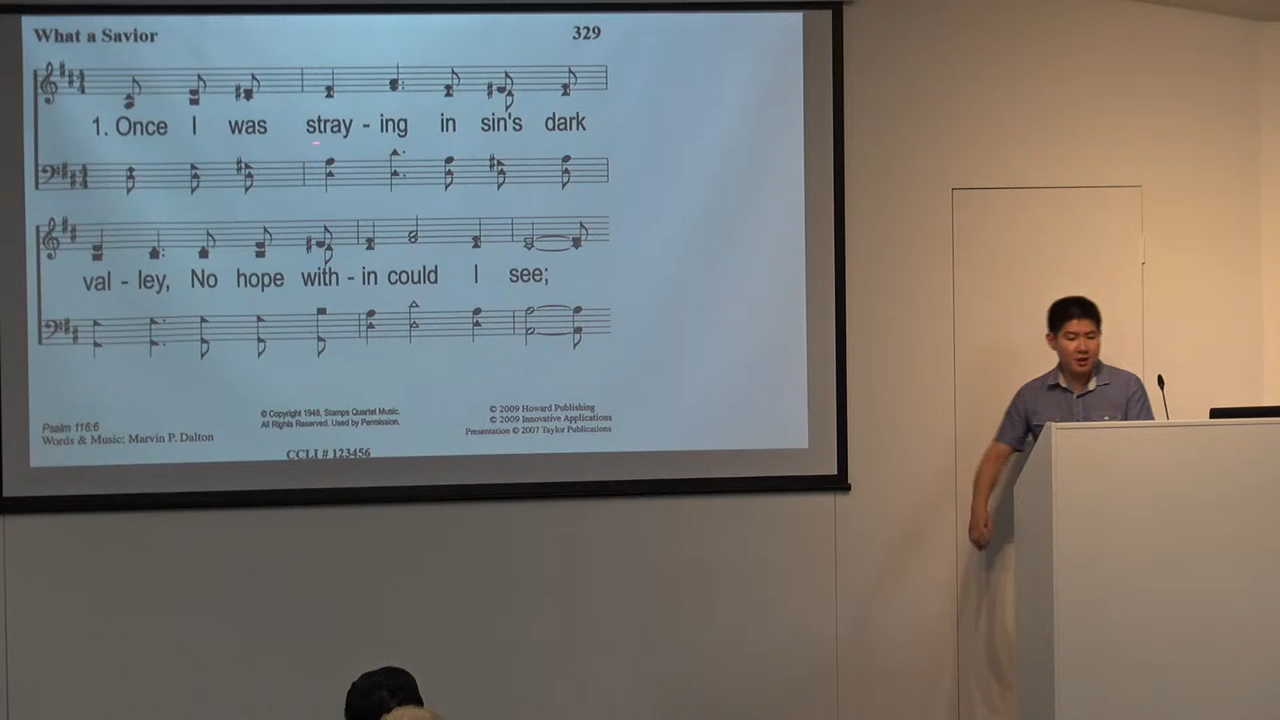 What a Savior 329
1. Once I was stray - ing in sin's dark
val - ley, No hope with - in could I see;
Psalm 116:6
Words & Music: Marvin P. Dalton
© Copyright 1948, Stamps Quartet Music.
All Rights Reserved. Used by Permission.
© 2009 Howard Publishing
© 2009 Innovative Applications
Presentation © 2007 Taylor Publications
CCLI # 123456